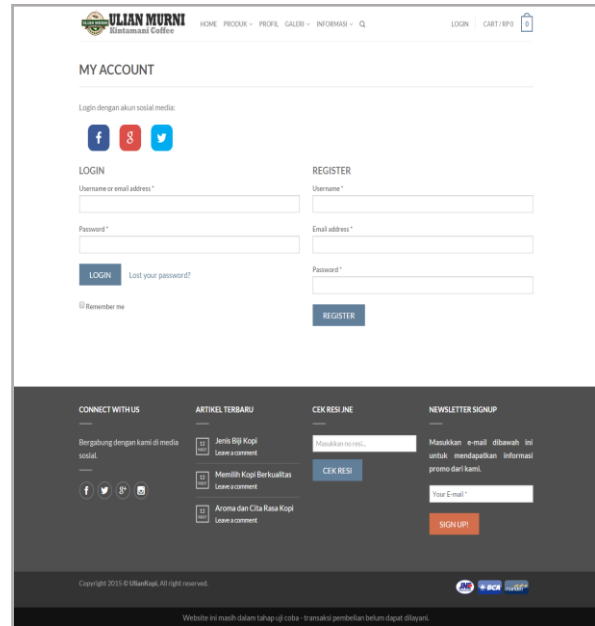 ULIAN MURNI
Kintamani Coffee
HOME PRODUK PROFIL GALERI INFORMASI
LOGIN CART / RP 0 0
MY ACCOUNT
Login dengan akun sosial media:
LOGIN
Username or email address *
Password *
LOGIN Lost your password?
Remember me
REGISTER
Username *
Email address *
Password *
REGISTER
CONNECT WITH US
Bergabung dengan kami di media
sosial.
ARTIKEL TERBARU
12
Jenis Biji Kopi
Leave a comment
12
Memilih Kopi Berkualitas
Leave a comment
12
Aroma dan Cita Rasa Kopi
Leave a comment
CEK RESI JNE
Masukkan no resi...
CEK RESI
NEWSLETTER SIGNUP
Masukkan e-mail dibawah ini
untuk mendapatkan informasi
promo dari kami.
Your E-mail *
SIGN UP!
Copyright 2015 © UlianKopi, All right reserved.
JNE BCA mandiri
Website ini masih dalam tahap uji coba - transaksi pembelian belum dapat dilayani.